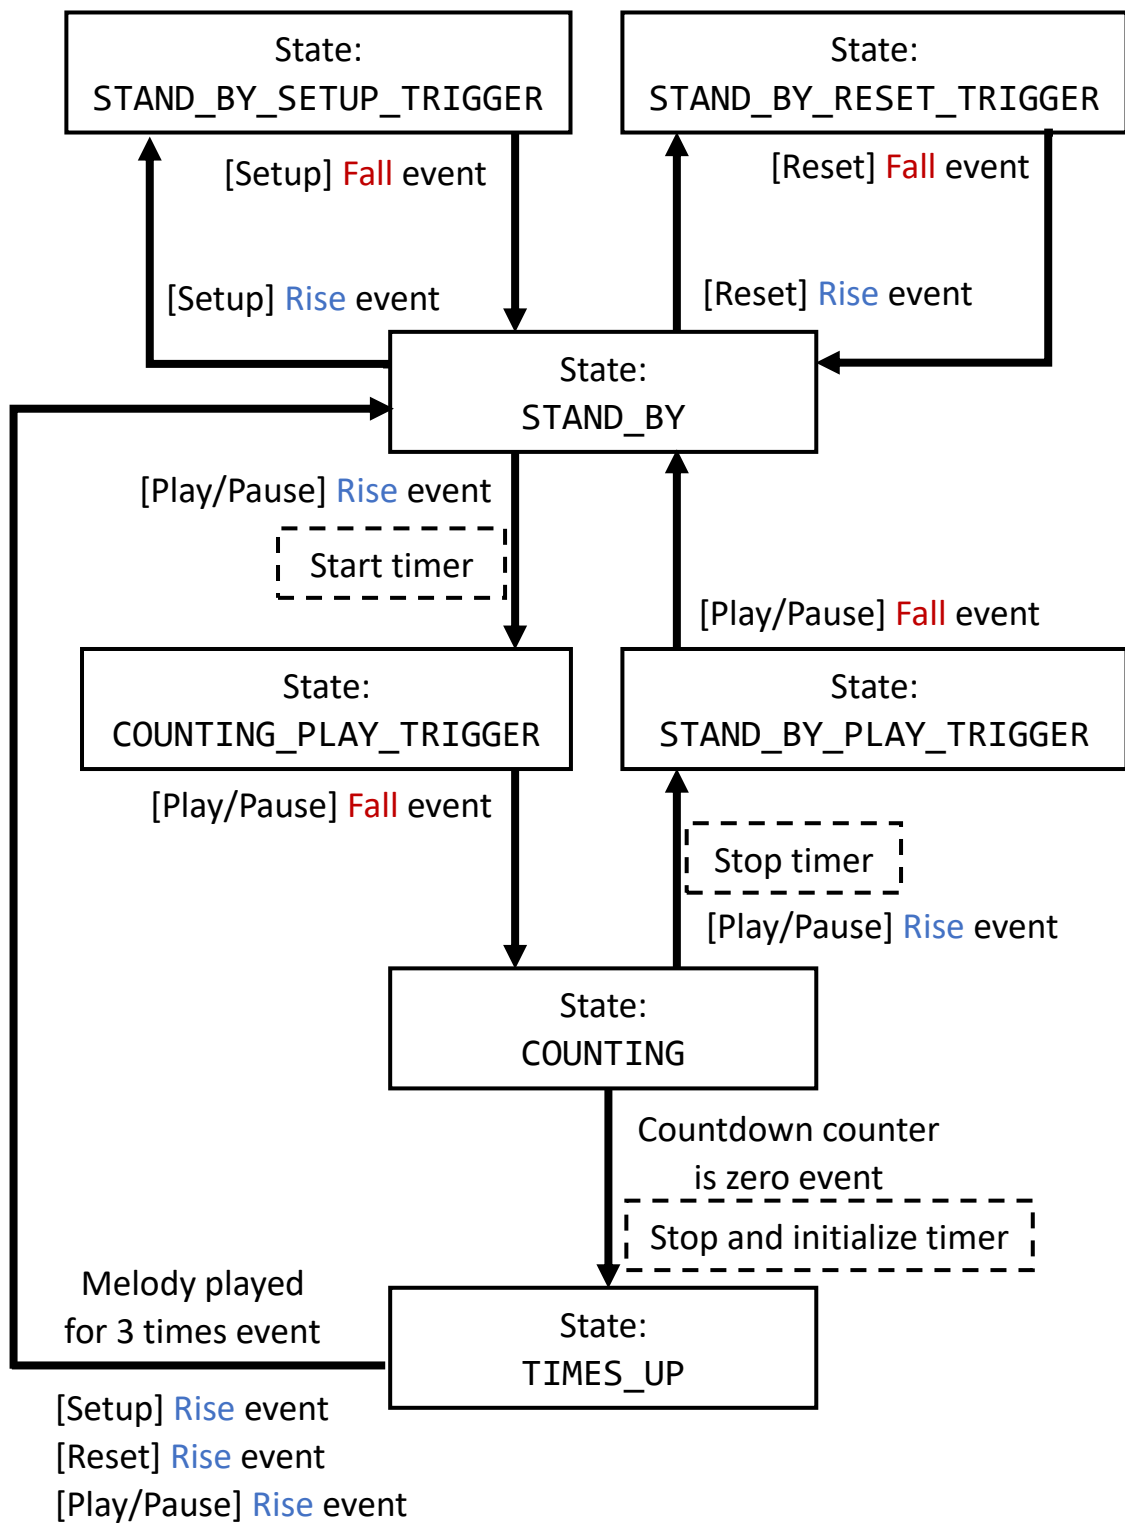 State:
STAND_BY_SETUP_TRIGGER
State:
STAND_BY_RESET_TRIGGER
[Setup] Fall event
[Reset] Fall event
[Setup] Rise event
[Reset] Rise event
State:
STAND_BY
[Play/Pause] Rise event
Start timer
[Play/Pause] Fall event
State:
COUNTING_PLAY_TRIGGER
State:
STAND_BY_PLAY_TRIGGER
[Play/Pause] Fall event
Stop timer
[Play/Pause] Rise event
State:
COUNTING
Countdown counter
is zero event
Stop and initialize timer
Melody played
for 3 times event
State:
TIMES_UP
[Setup] Rise event
[Reset] Rise event
[Play/Pause] Rise event